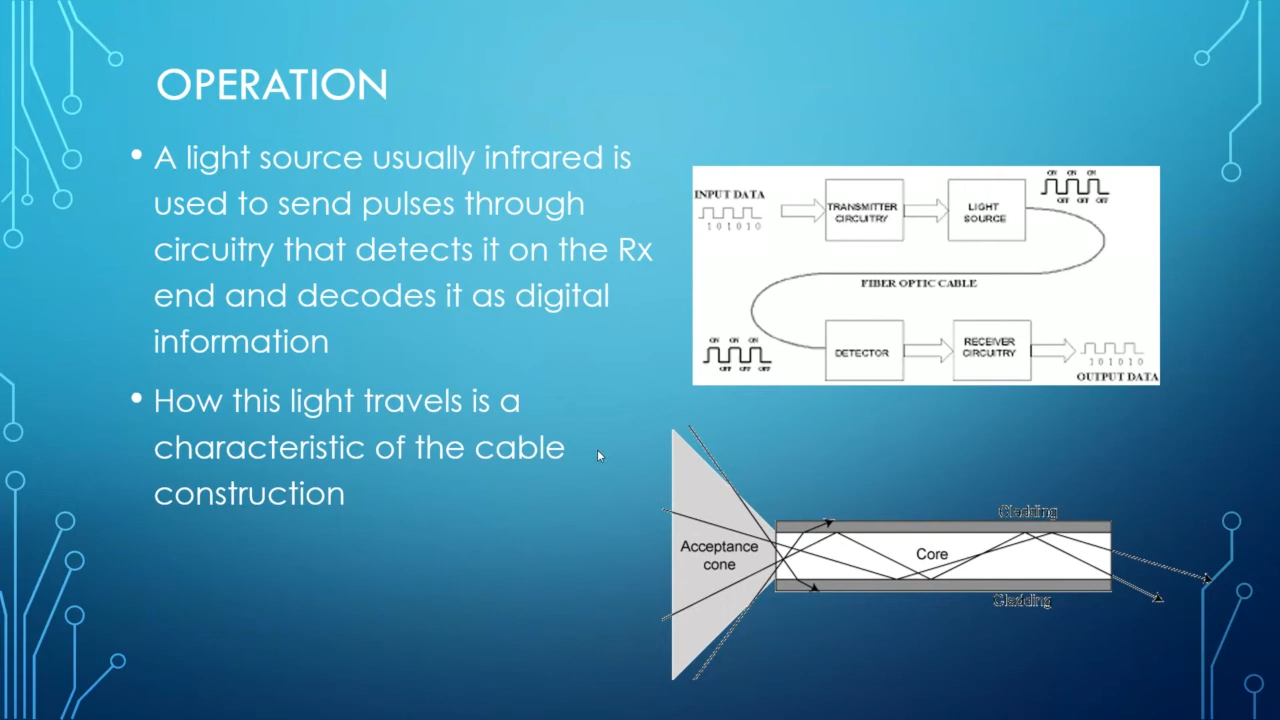 OPERATION
• A light source usually infrared is
used to send pulses through
circuitry that detects it on the Rx
end and decodes it as digital
information
• How this light travels is a
characteristic of the cable
construction
INPUT DATA
1 0 1 0 1 0
TRANSMITTER
CIRCUITRY
LIGHT
SOURCE
ON ON ON
OFF OFF OFF
FIBER OPTIC CABLE
ON ON ON
OFF OFF OFF
DETECTOR
RECEIVER
CIRCUITRY
1 0 1 0 1 0
OUTPUT DATA
Acceptance
cone
Cladding
Core
Cladding